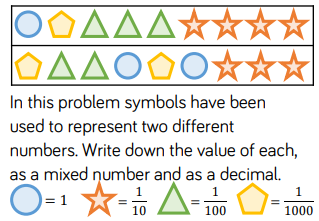 In this problem symbols have been
used to represent two different
numbers. Write down the value of each,
as a mixed number and as a decimal.
= 1 = 1/10 = 1/100 = 1/1000